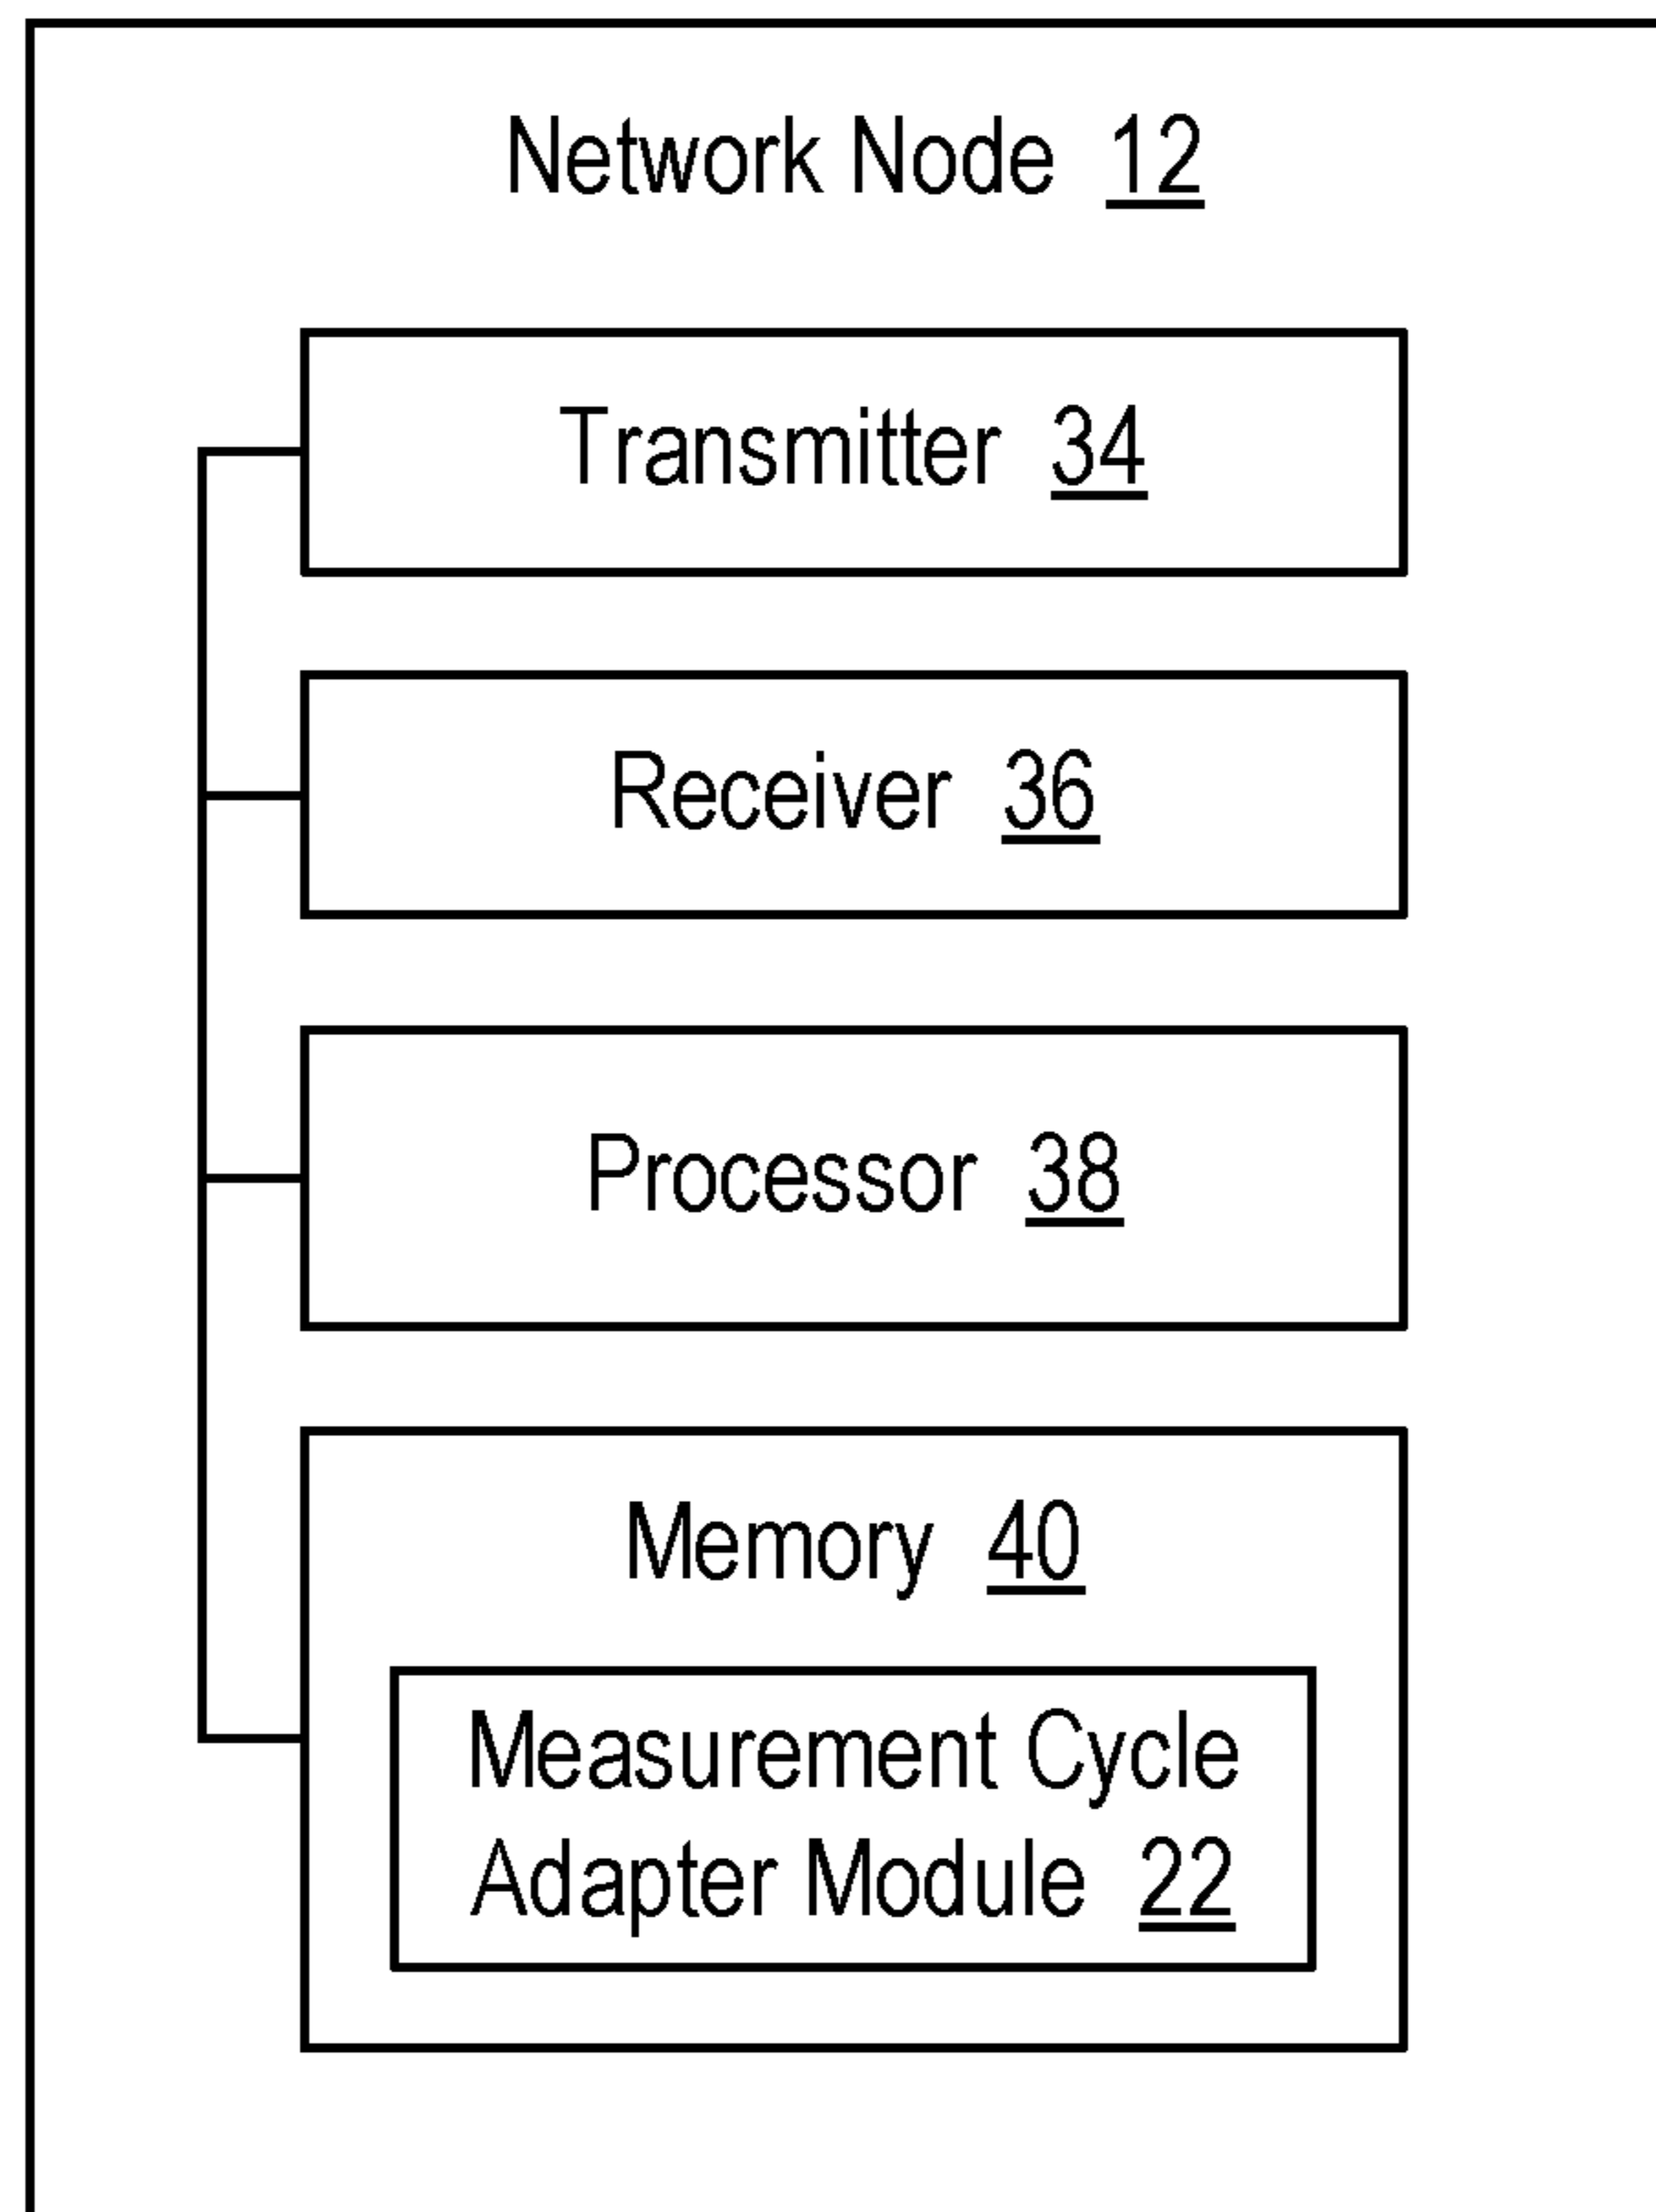 Network Node 12
Transmitter 34
Receiver 36
Processor 38
Memory 40
Measurement Cycle
Adapter Module 22